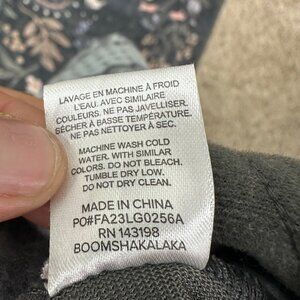 LAVAGE EN MACHINE À FROID
L'EAU. AVEC SIMILAIRE
COULEURS. NE PAS JAVELLISER.
SÉCHER À BASSE TEMPÉRATURE.
NE PAS NETTOYER À SEC.
MACHINE WASH COLD
WATER. WITH SIMILAR
COLORS. DO NOT BLEACH.
TUMBLE DRY LOW.
DO NOT DRY CLEAN.
MADE IN CHINA
PO#FA23LG0256A
RN 143198
BOOMSHAKALAKA